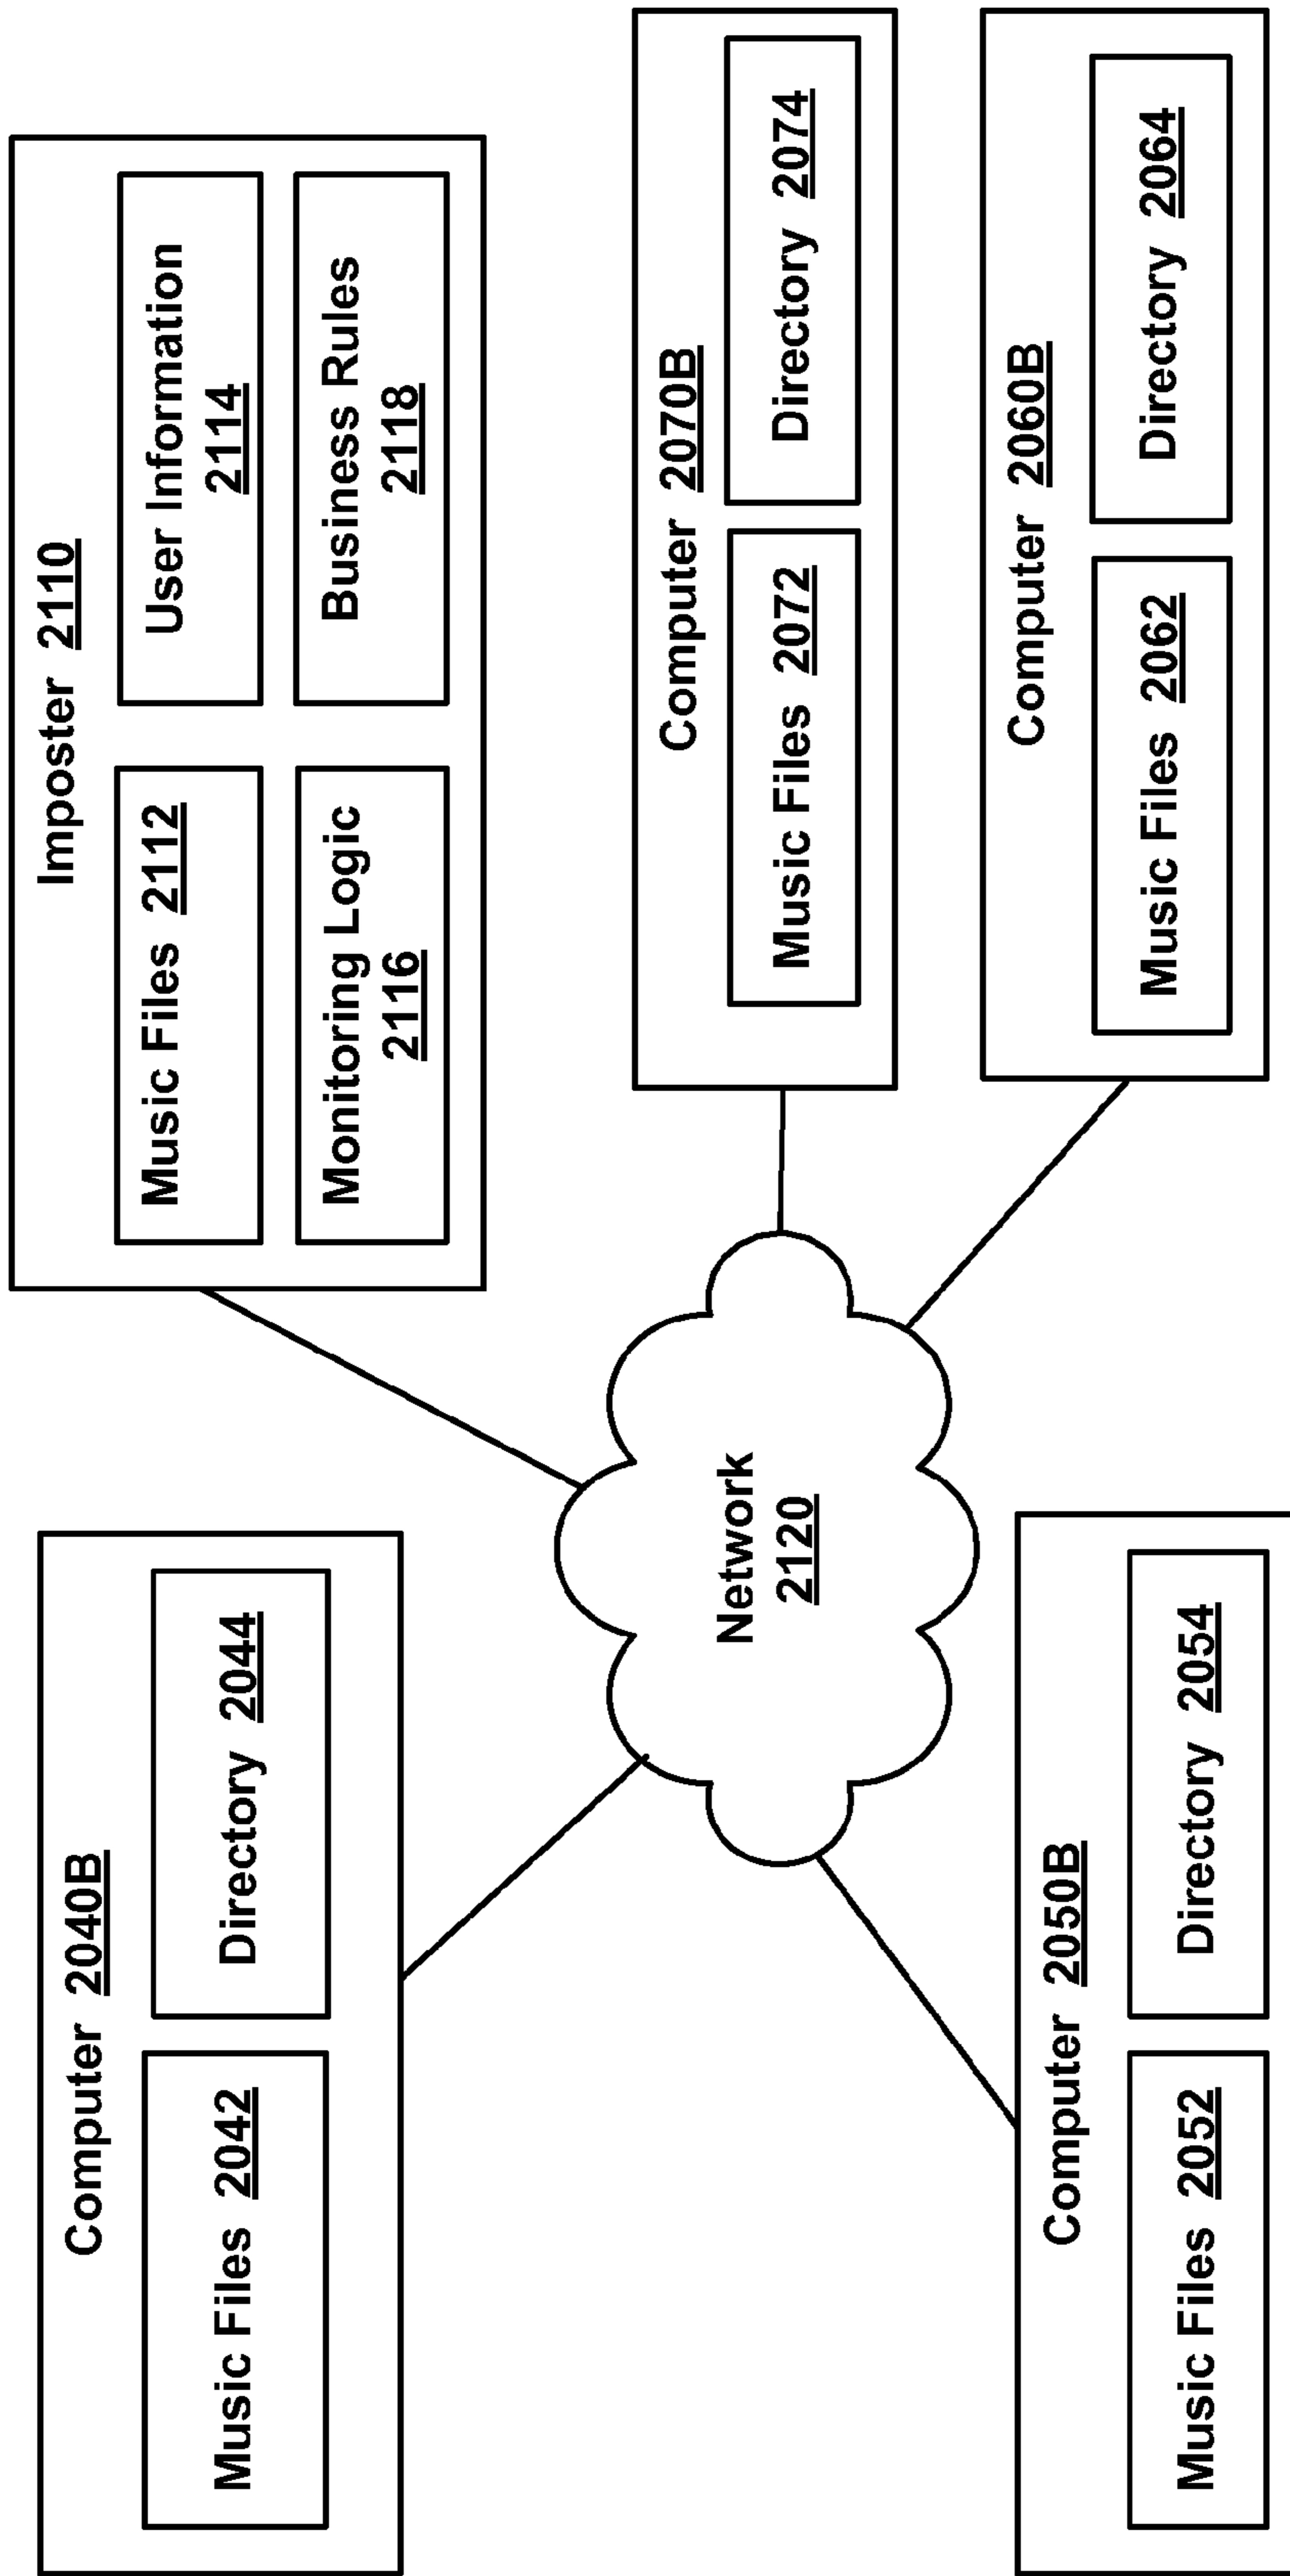 Computer 2040B
Music Files 2042
Directory 2044
Imposter 2110
Music Files 2112
User Information
2114
Monitoring Logic
2116
Business Rules
2118
Network
2120
Computer 2070B
Music Files 2072
Directory 2074
Computer 2050B
Music Files 2052
Directory 2054
Computer 2060B
Music Files 2062
Directory 2064